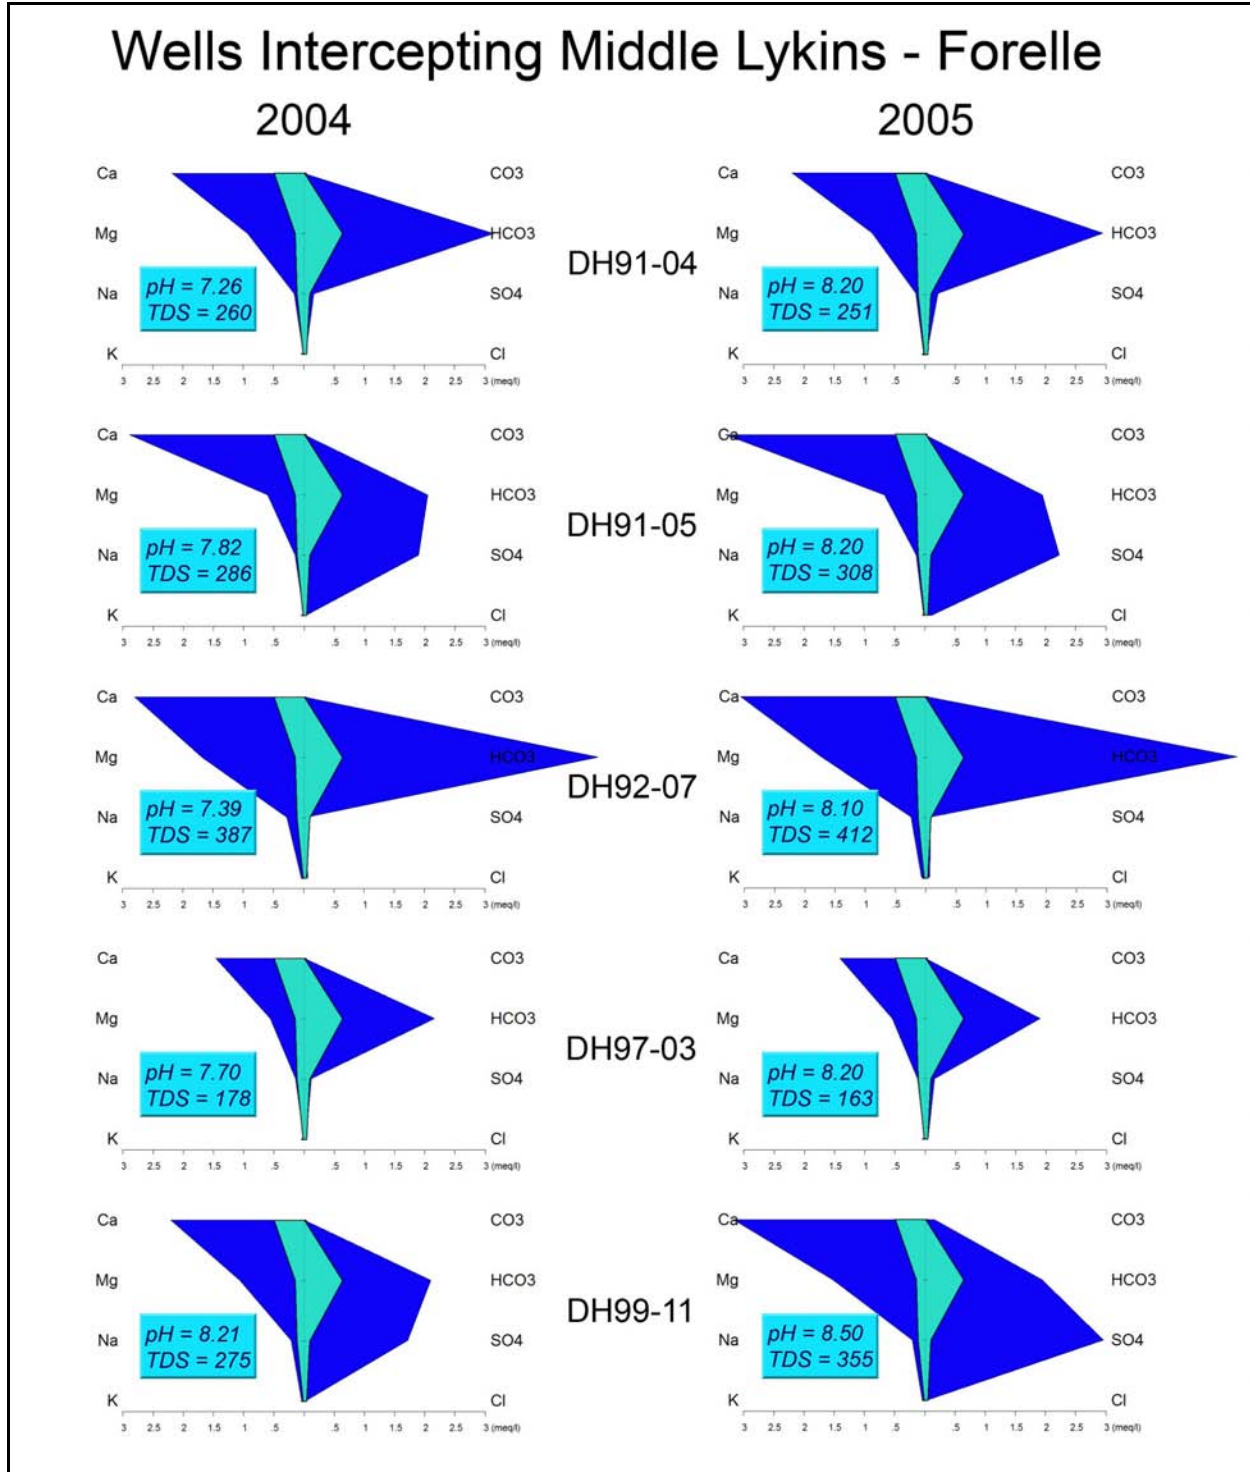 Wells Intercepting Middle Lykins - Forelle
2004 2005
Ca CO3 Ca CO3
Mg HCO3 Mg HCO3
DH91-04
pH = 7.26 pH = 8.20
Na SO4 Na SO4
TDS = 260 TDS = 251
K Cl K Cl
3 2.5 2 1.5 1 .5 .5 1 1.5 2 2.5 3 (meq/l) 3 2.5 2 1.5 1 .5 .5 1 1.5 2 2.5 3 (meq/l)
Ca CO3 Ca CO3
Mg HCO3 Mg HCO3
DH91-05
pH = 7.82 pH = 8.20
Na SO4 Na SO4
TDS = 286 TDS = 308
K Cl K Cl
3 2.5 2 1.5 1 .5 .5 1 1.5 2 2.5 3 (meq/l) 3 2.5 2 1.5 1 .5 .5 1 1.5 2 2.5 3 (meq/l)
Ca CO3 Ca CO3
Mg HCO3 Mg HCO3
DH92-07
pH = 7.39 pH = 8.10
Na SO4 Na SO4
TDS = 387 TDS = 412
K Cl K Cl
3 2.5 2 1.5 1 .5 .5 1 1.5 2 2.5 3 (meq/l) 3 2.5 2 1.5 1 .5 .5 1 1.5 2 2.5 3 (meq/l)
Ca CO3 Ca CO3
Mg HCO3 Mg HCO3
DH97-03
pH = 7.70 pH = 8.20
Na SO4 Na SO4
TDS = 178 TDS = 163
K Cl K Cl
3 2.5 2 1.5 1 .5 .5 1 1.5 2 2.5 3 (meq/l) 3 2.5 2 1.5 1 .5 .5 1 1.5 2 2.5 3 (meq/l)
Ca CO3 Ca CO3
Mg HCO3 Mg HCO3
DH99-11
pH = 8.21 pH = 8.50
Na SO4 Na SO4
TDS = 275 TDS = 355
K Cl K Cl
3 2.5 2 1.5 1 .5 .5 1 1.5 2 2.5 3 (meq/l) 3 2.5 2 1.5 1 .5 .5 1 1.5 2 2.5 3 (meq/l)